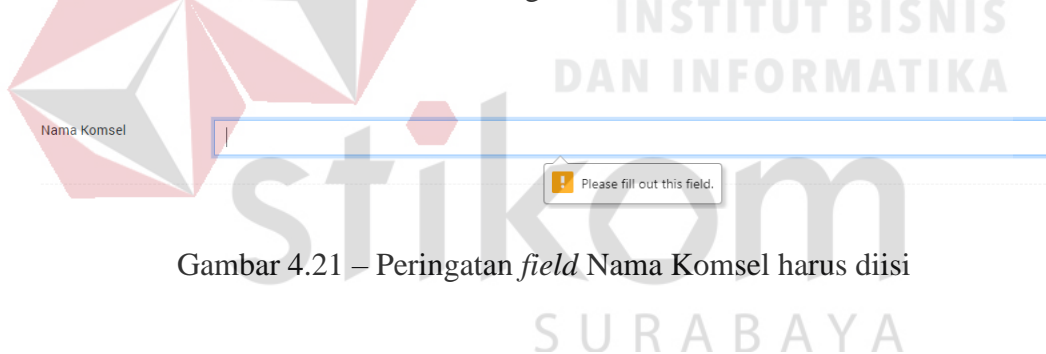 INSTITUT BISNIS
DAN INFORMATIKA
Nama Komsel
Please fill out this field.
stikom
Gambar 4.21 – Peringatan field Nama Komsel harus diisi
SURABAYA